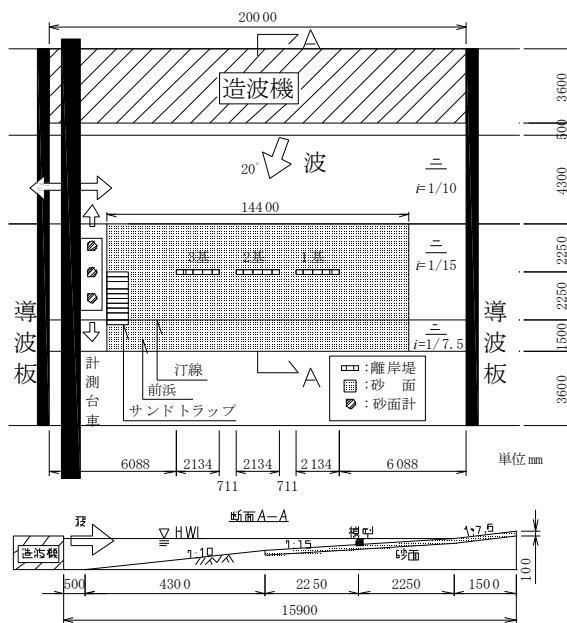 20000
A
造波機
3600
500
波
20°
i=1/10
4300
14400
3基
2基
1基
i=1/15
2250
2250
i=1/7.5
1500
3600
導波板
導波板
計測台車
汀線
前浜
サンドトラップ
A
:離岸堤
:砂 面
:砂面計
6088
2134
2134
2134
6088
711
711
単位mm
断面A-A
造波機
HWL
模型
1:10
1:15
1:7.5
砂面
100
500
4300
2250
2250
1500
15900